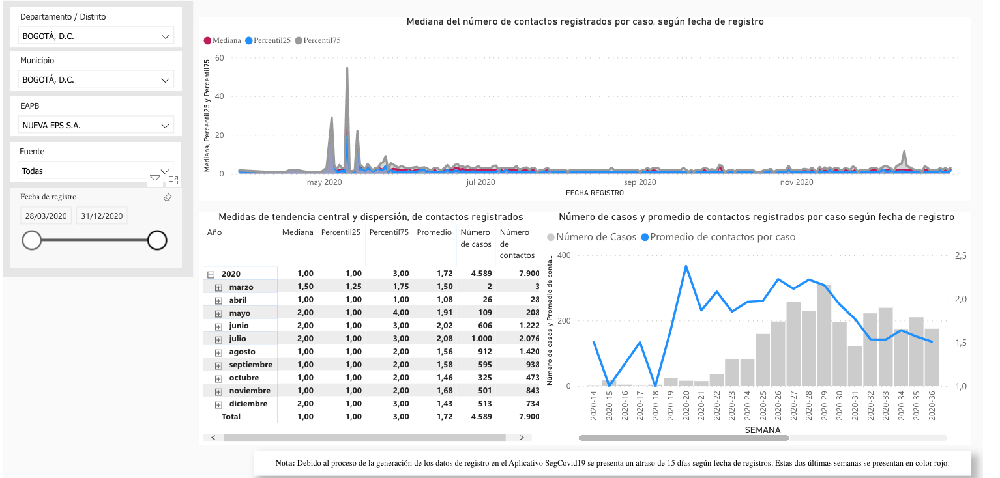 Departamento / Distrito
BOGOTÁ, D.C.
Municipio
BOGOTÁ, D.C.
EAPB
NUEVA EPS S.A.
Fuente
Todas
Fecha de registro
28/03/2020 31/12/2020
Mediana del número de contactos registrados por caso, según fecha de registro
Mediana Percentil25 Percentil75
Mediana, Percentil25 y Percentil75
60
40
20
0
may 2020 jul 2020 sep 2020 nov 2020
FECHA REGISTRO
Medidas de tendencia central y dispersión, de contactos registrados
Año Mediana Percentil25 Percentil75 Promedio Número de casos Número de contactos
2020 1,00 1,00 3,00 1,72 4.589 7.900
marzo 1,50 1,25 1,75 1,50 2 3
abril 1,00 1,00 1,00 1,08 26 28
mayo 2,00 1,00 4,00 1,91 109 208
junio 2,00 1,00 3,00 2,02 606 1.222
julio 2,00 1,00 3,00 2,08 1.000 2.076
agosto 1,00 1,00 2,00 1,56 912 1.420
septiembre 1,00 1,00 2,00 1,58 595 938
octubre 1,00 1,00 2,00 1,46 325 473
noviembre 1,00 1,00 2,00 1,68 501 843
diciembre 2,00 1,00 3,00 1,43 513 734
Total 1,00 1,00 3,00 1,72 4.589 7.900
Número de casos y promedio de contactos registrados por caso según fecha de registro
Número de Casos Promedio de contactos por caso
Número de casos y Promedio de conta...
400
200
0
2,5
2,0
1,5
1,0
2020-14 2020-15 2020-16 2020-17 2020-18 2020-19 2020-20 2020-21 2020-22 2020-23 2020-24 2020-25 2020-26 2020-27 2020-28 2020-29 2020-30 2020-31 2020-32 2020-33 2020-34 2020-35 2020-36
SEMANA
Nota: Debido al proceso de la generación de los datos de registro en el Aplicativo SegCovid19 se presenta un atraso de 15 días según fecha de registros. Estas dos últimas semanas se presentan en color rojo.